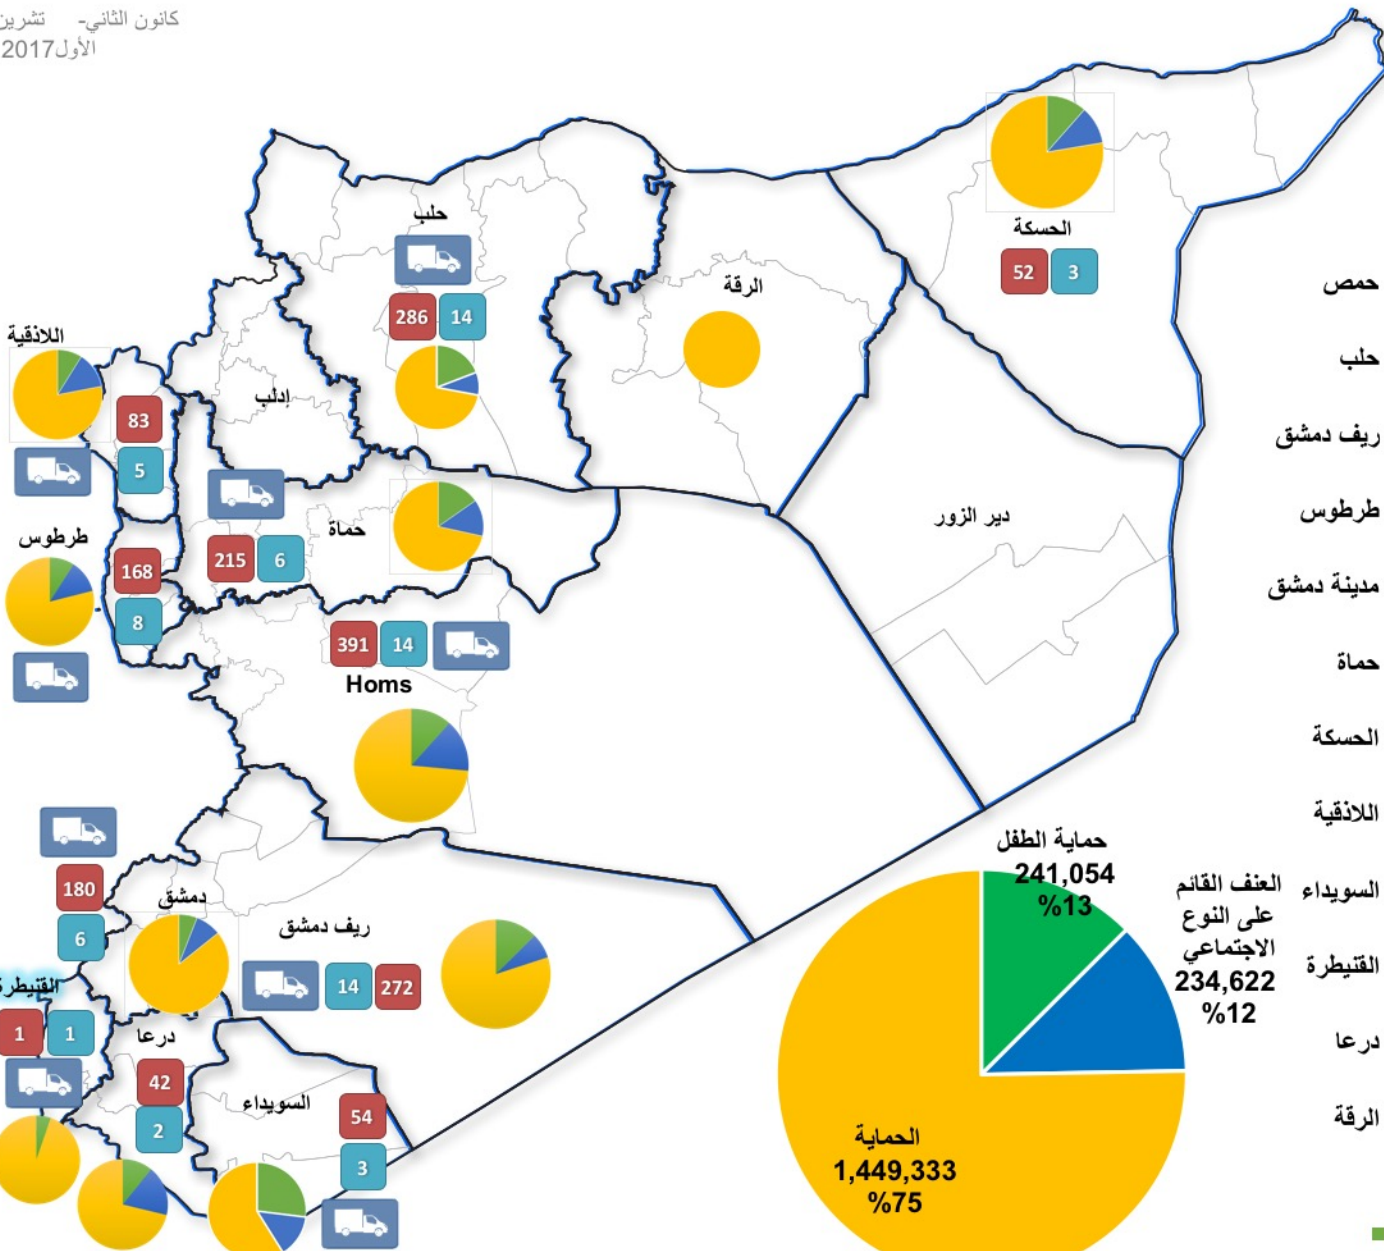 كانون الثاني- تشرين
الأول2017
حلب
286
14
الحسكة
52
3
الرقة
اللاذقية
83
5
إدلب
حماة
215
6
طرطوس
168
8
دير الزور
391
14
Homs
180
6
دمشق
ريف دمشق
14
272
القنيطرة
1
1
درعا
42
2
السويداء
54
3
حماية الطفل
241,054
%13
العنف القائم
على النوع
الاجتماعي
234,622
%12
الحماية
1,449,333
%75
حمص
حلب
ريف دمشق
طرطوس
مدينة دمشق
حماة
الحسكة
اللاذقية
السويداء
القنيطرة
درعا
الرقة